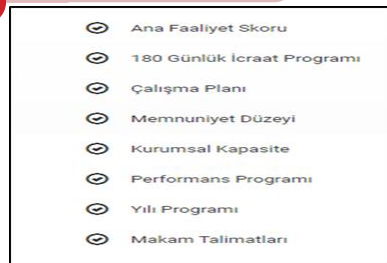 Ana Faaliyet Skoru
180 Günlük İcraat Programı
Çalışma Planı
Memnuniyet Düzeyi
Kurumsal Kapasite
Performans Programı
Yılı Programı
Makam Talimatları